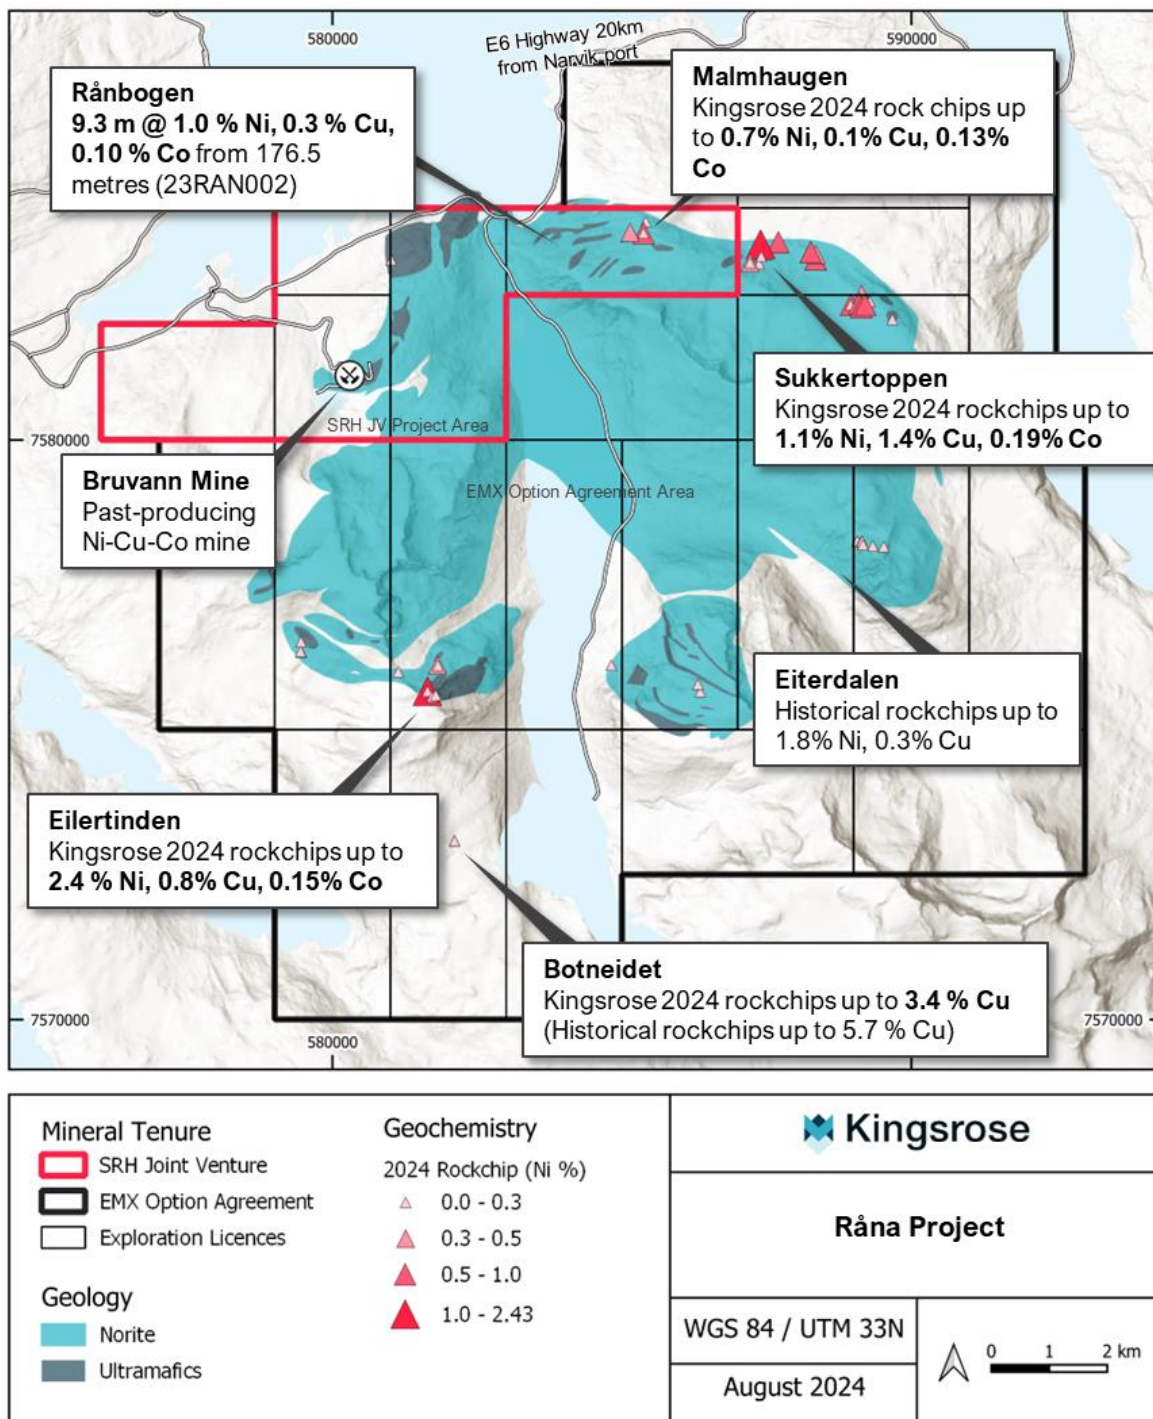 580000
590000
E6 Highway 20km
from Narvik port
Rånbogen
9.3 m @ 1.0 % Ni, 0.3 % Cu,
0.10 % Co from 176.5
metres (23RAN002)
Malmhaugen
Kingsrose 2024 rock chips up
to 0.7% Ni, 0.1% Cu, 0.13%
Co
Sukkertoppen
Kingsrose 2024 rockchips up to
1.1% Ni, 1.4% Cu, 0.19% Co
SRH JV Project Area
7580000
Bruvann Mine
Past-producing
Ni-Cu-Co mine
EMX Option Agreement Area
Eiterdalen
Historical rockchips up to
1.8% Ni, 0.3% Cu
Eilertinden
Kingsrose 2024 rockchips up to
2.4 % Ni, 0.8% Cu, 0.15% Co
Botneidet
Kingsrose 2024 rockchips up to 3.4 % Cu
(Historical rockchips up to 5.7 % Cu)
7570000
7570000
580000
Mineral Tenure
SRH Joint Venture
EMX Option Agreement
Exploration Licences
Geology
Norite
Ultramafics
Geochemistry
2024 Rockchip (Ni %)
0.0 - 0.3
0.3 - 0.5
0.5 - 1.0
1.0 - 2.43
Kingsrose
Råna Project
WGS 84 / UTM 33N
August 2024
0 1 2 km